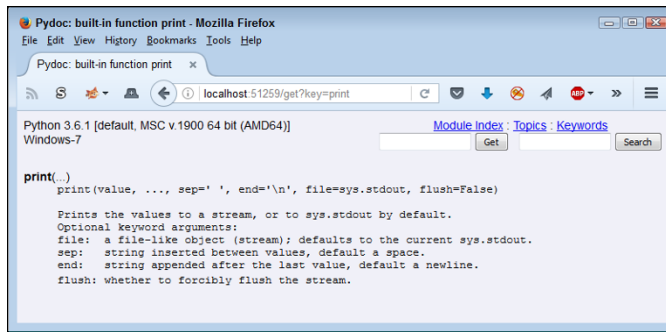 Pydoc: built-in function print - Mozilla Firefox
File Edit View History Bookmarks Tools Help
Pydoc: built-in function print ×
S localhost:51259/get?key=print ABP »
Python 3.6.1 [default, MSC v.1900 64 bit (AMD64)]
Windows-7
Module Index : Topics : Keywords
Get Search
print(...)
print(value, ..., sep=' ', end='\n', file=sys.stdout, flush=False)
Prints the values to a stream, or to sys.stdout by default.
Optional keyword arguments:
file: a file-like object (stream); defaults to the current sys.stdout.
sep: string inserted between values, default a space.
end: string appended after the last value, default a newline.
flush: whether to forcibly flush the stream.